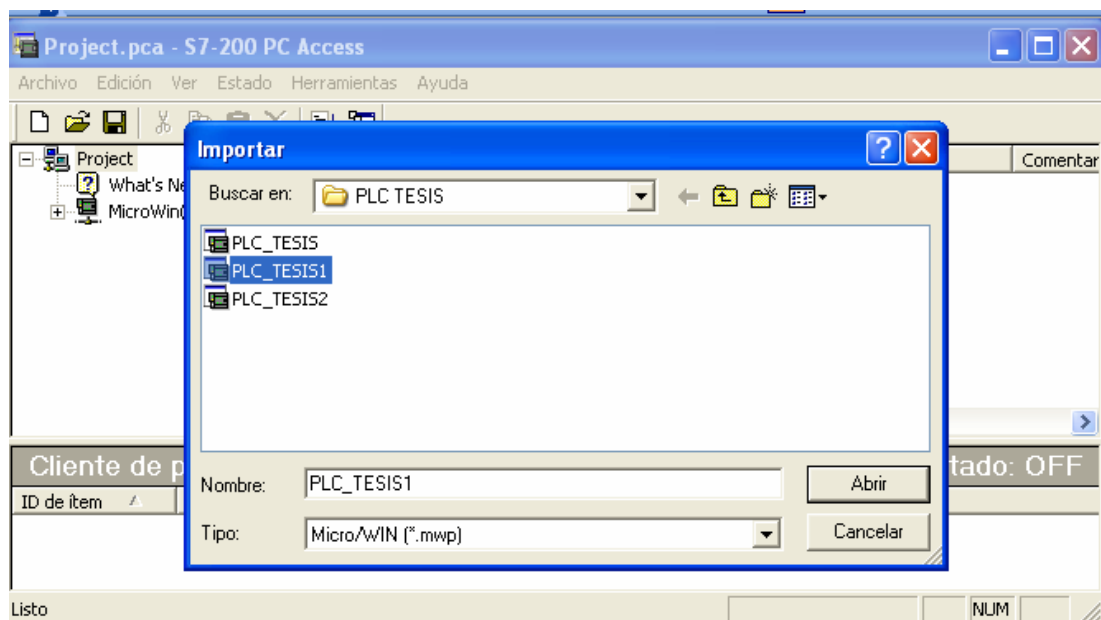 Project.pca - S7-200 PC Access
Archivo Edición Ver Estado Herramientas Ayuda
Importar
Project
What's Ne
MicroWin(
Comentar
Buscar en: PLC TESIS
PLC_TESIS
PLC_TESIS1
PLC_TESIS2
Cliente de p
tado: OFF
ID de ítem
Nombre: PLC_TESIS1
Abrir
Tipo: Micro/WIN (*.mwp)
Cancelar
Listo
NUM